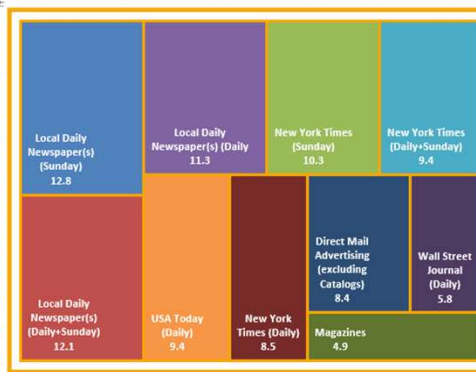 Local Daily
Newspaper(s)
(Sunday)
12.8
Local Daily
Newspaper(s) (Daily
11.3
New York Times
(Sunday)
10.3
New York Times
(Daily+Sunday)
9.4
Local Daily
Newspaper(s)
(Daily+Sunday)
12.1
USA Today
(Daily)
9.4
New York
Times (Daily)
8.5
Direct Mail
Advertising
(excluding
Catalogs)
8.4
Wall Street
Journal
(Daily)
5.8
Magazines
4.9